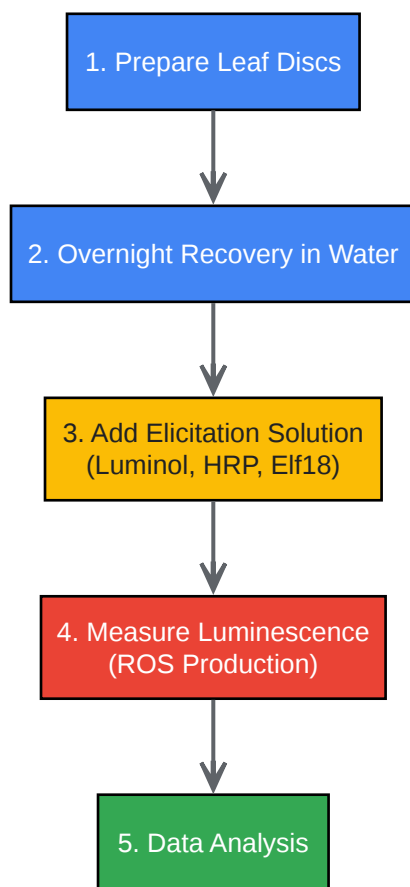 1. Prepare Leaf Discs
2. Overnight Recovery in Water
3. Add Elicitation Solution
(Luminol, HRP, Elf18)
4. Measure Luminescence
(ROS Production)
5. Data Analysis